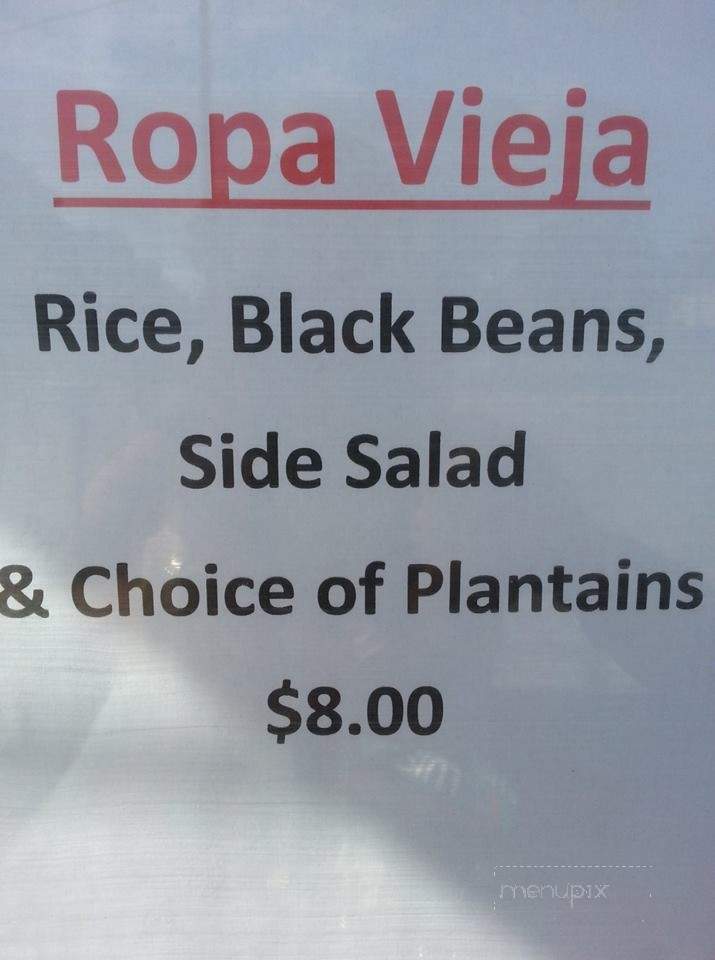 Ropa Vieja
Rice, Black Beans,
Side Salad
& Choice of Plantains
$8.00
menupix